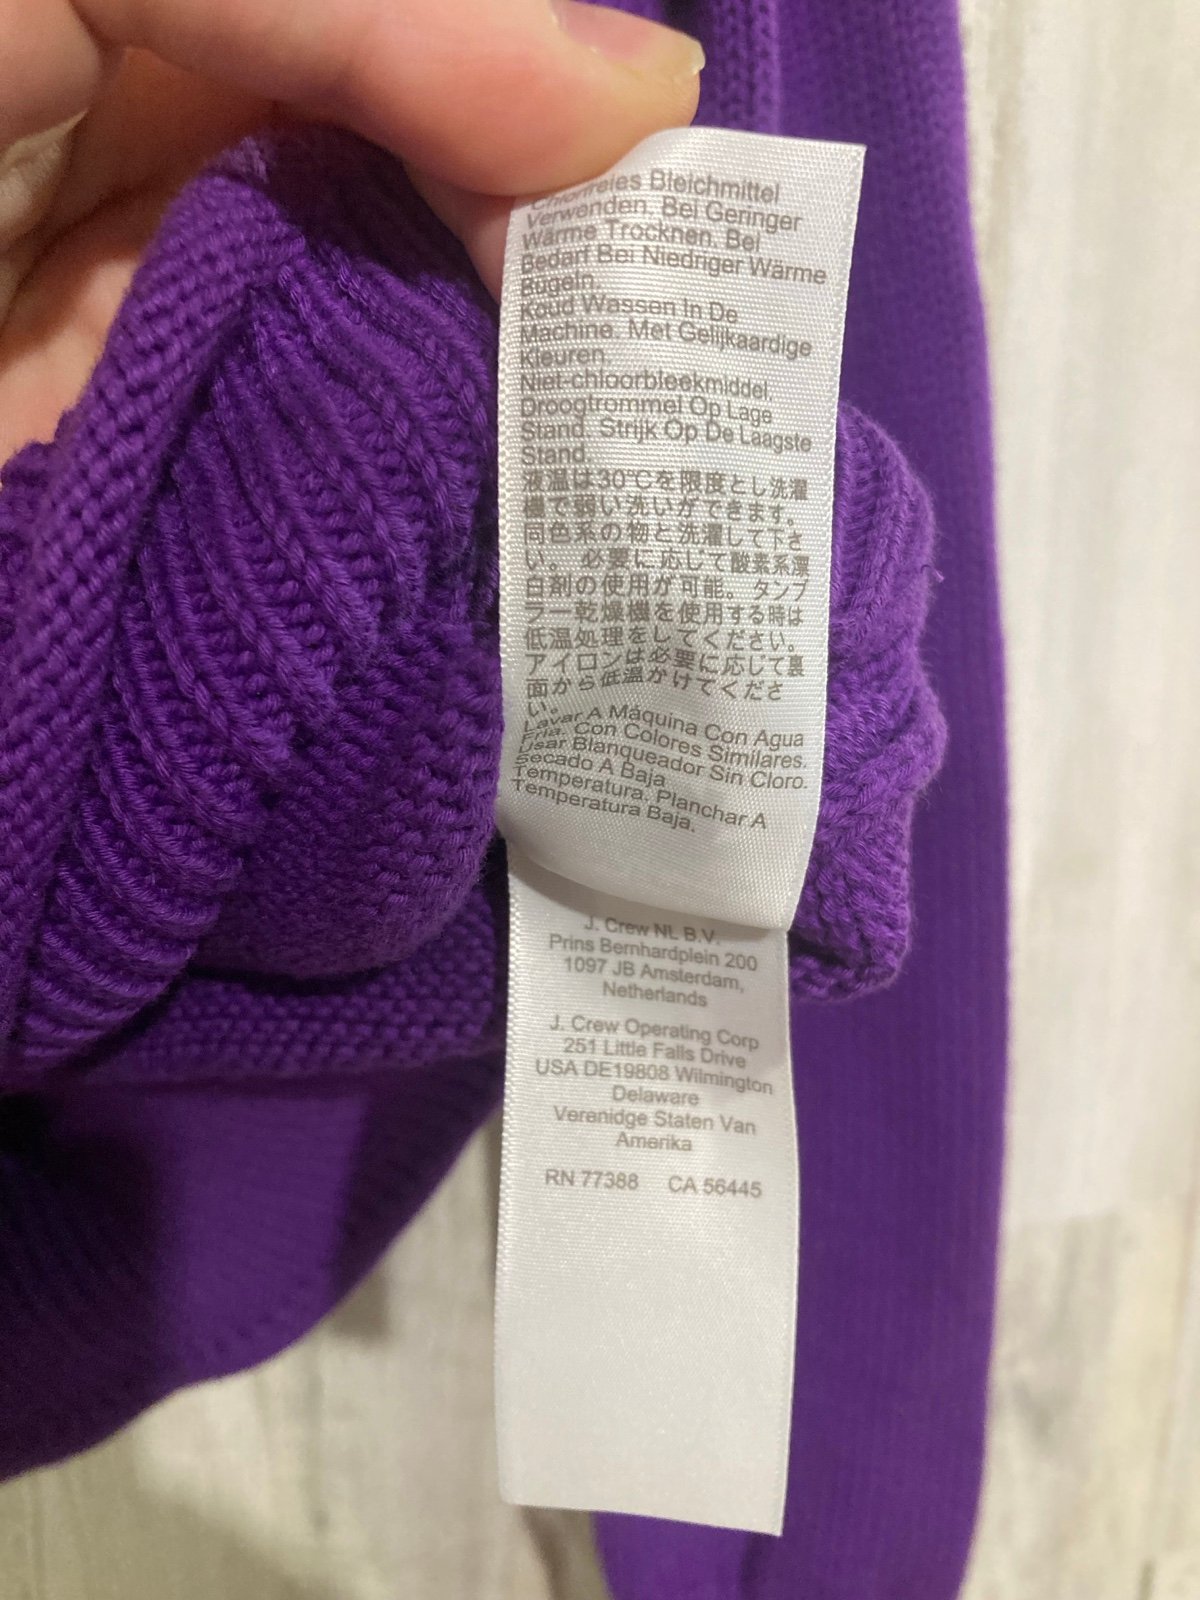 Chlorfreies Bleichmittel
Verwenden. Bei Geringer
Wärme Trocknen. Bei
Bedarf Bei Niedriger Wärme
Bügeln.
Koud Wassen In De
Machine. Met Gelijkaardige
Kleuren.
Niet-chloorbleekmiddel.
Droogtrommel Op Lage
Stand. Strijk Op De Laagste
Stand.
液温は30℃を限度とし洗濯
機で弱い洗いができます。
同色系の物と洗濯して下さ
い。 必要に応じて酸素系漂
白剤の使用が可能。タンブ
ラー乾燥機を使用する時は
低温処理をしてください。
アイロンは必要に応じて裏
面から低温かけてくださ
い。
Lavar A Máquina Con Agua
Fría. Con Colores Similares.
Usar Blanqueador Sin Cloro.
Secado A Baja
Temperatura. Planchar A
Temperatura Baja.
J. Crew NL B.V.
Prins Bernhardplein 200
1097 JB Amsterdam,
Netherlands
J. Crew Operating Corp
251 Little Falls Drive
USA DE19808 Wilmington
Delaware
Verenidge Staten Van
Amerika
RN 77388 CA 56445